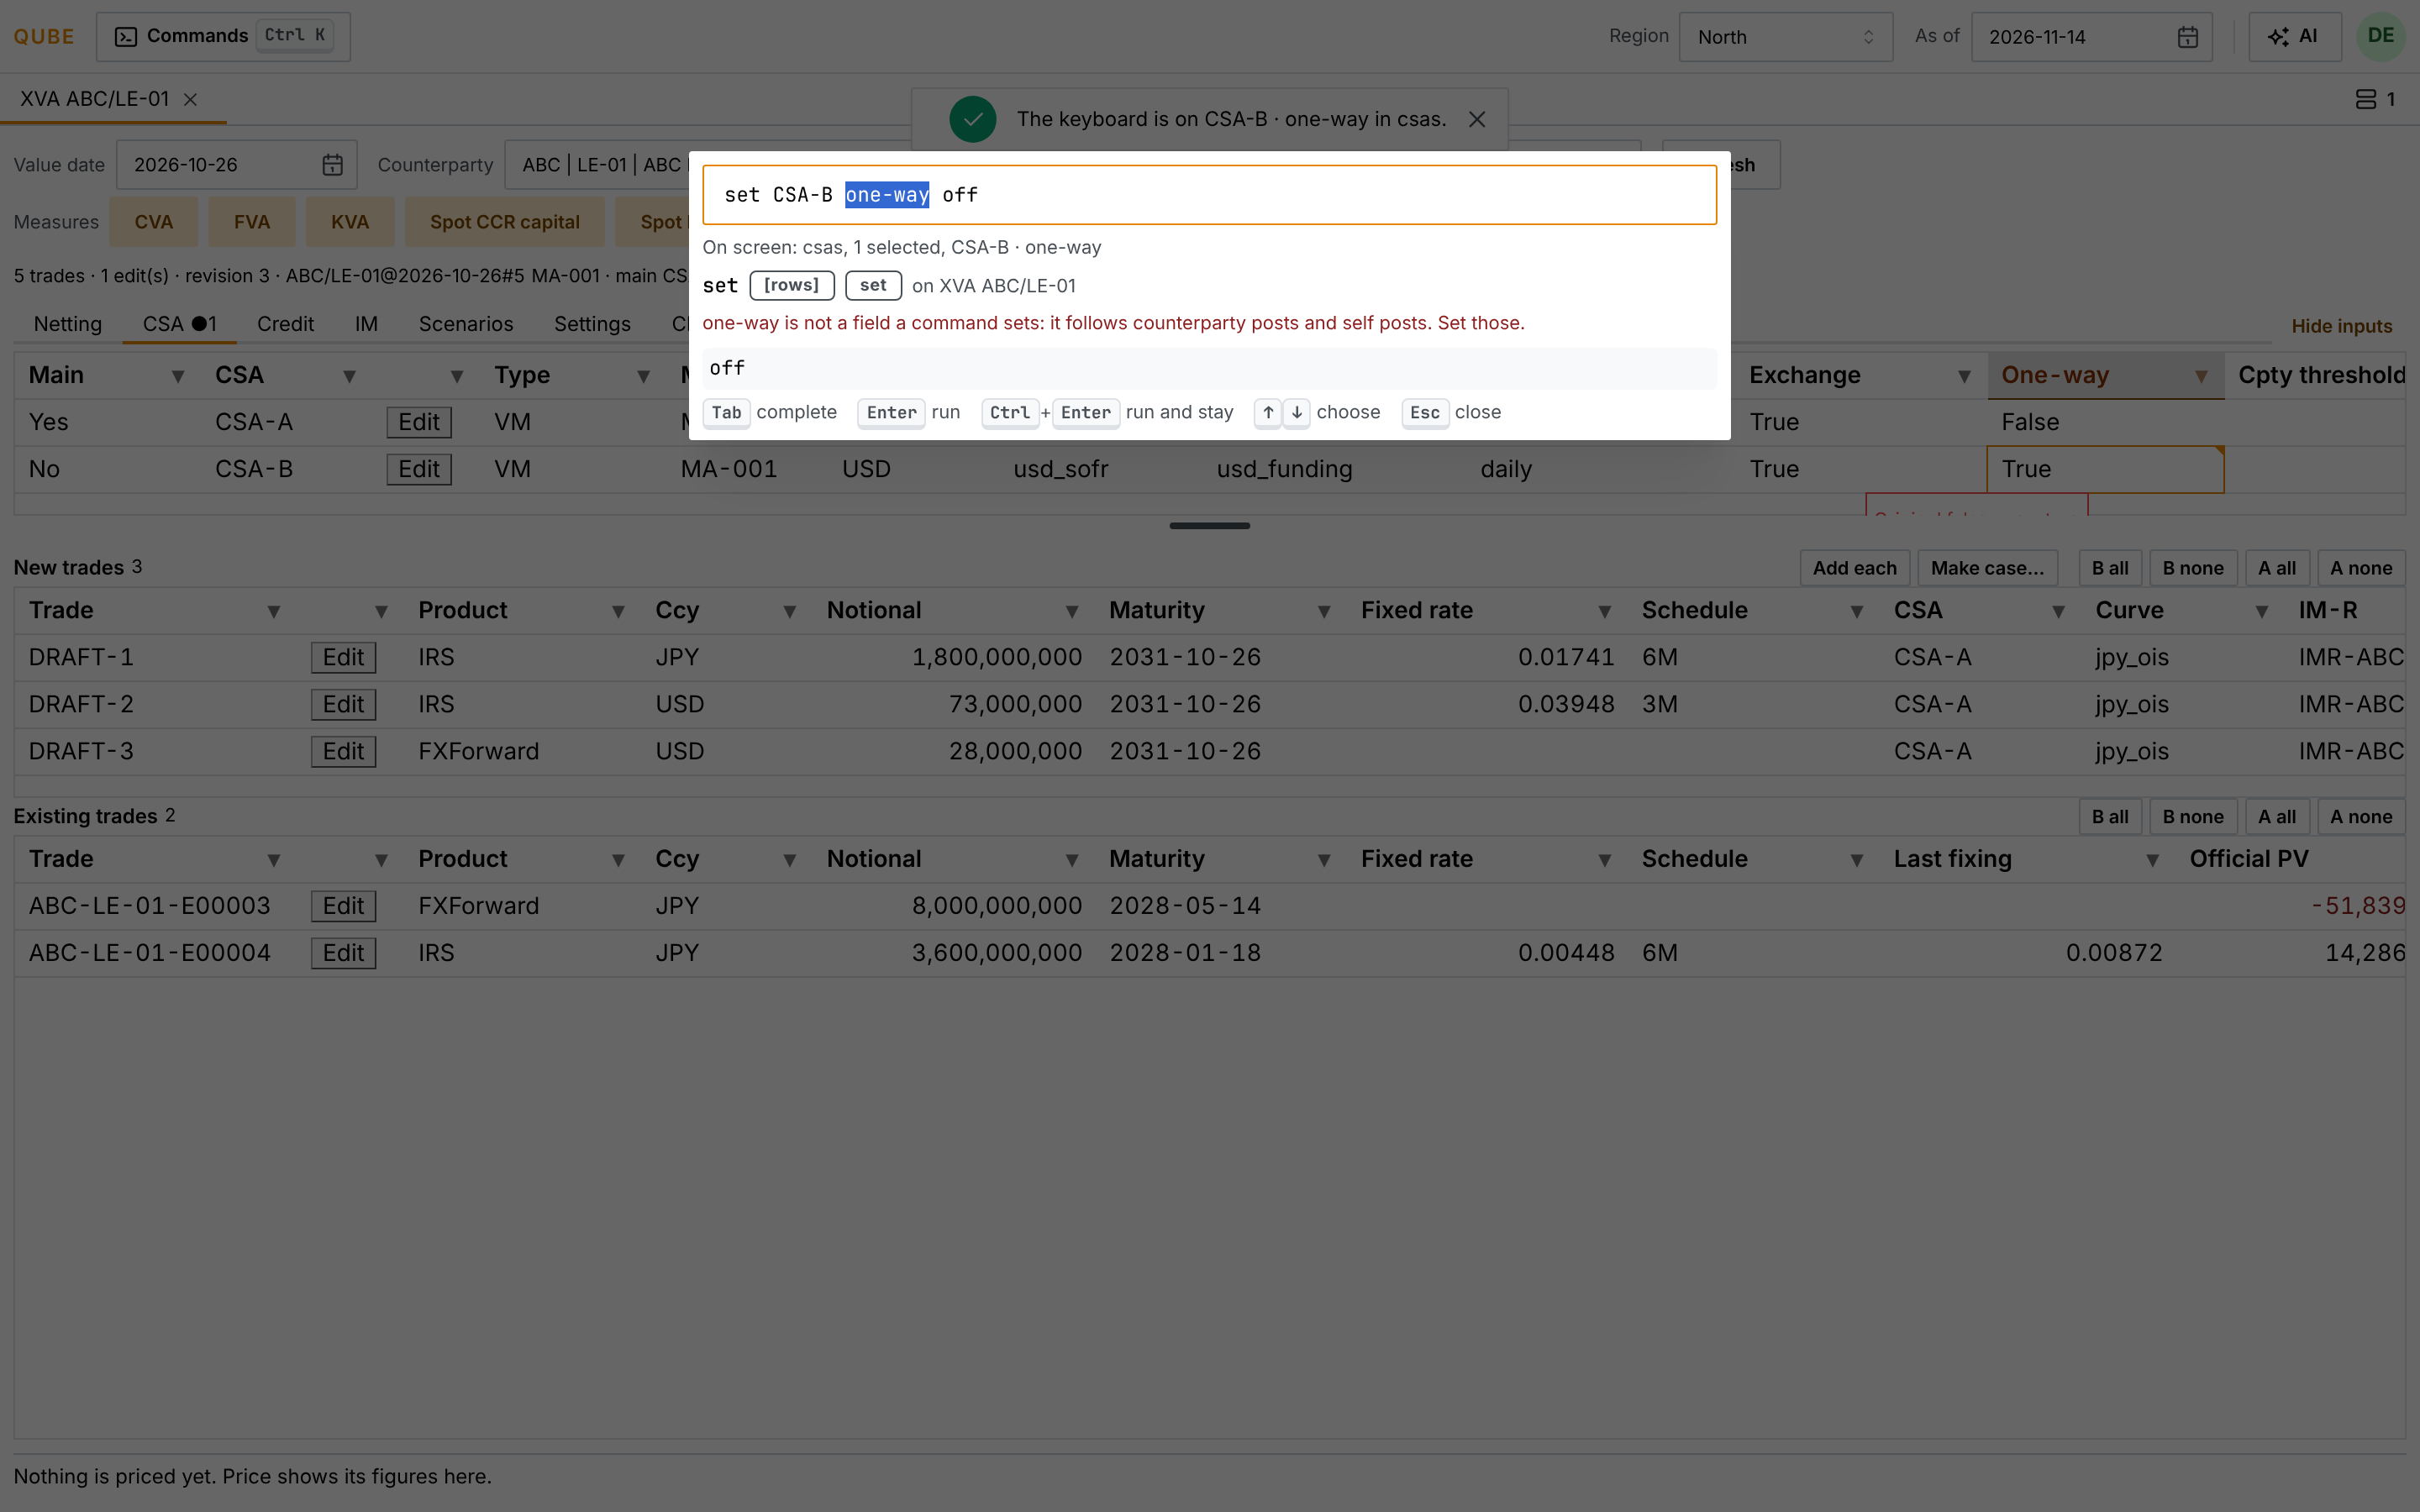 QUBE Commands Ctrl K Region North As of 2026-11-14 AI DE
XVA ABC/LE-01 1
The keyboard is on CSA-B · one-way in csas.
Value date 2026-10-26 Counterparty ABC | LE-01 | ABC esh
set CSA-B one-way off
Measures CVA FVA KVA Spot CCR capital Spot
On screen: csas, 1 selected, CSA-B · one-way
5 trades · 1 edit(s) · revision 3 · ABC/LE-01@2026-10-26#5 MA-001 · main CS
set [rows] set on XVA ABC/LE-01
Netting CSA ●1 Credit IM Scenarios Settings Hide inputs
one-way is not a field a command sets: it follows counterparty posts and self posts. Set those.
off
Main CSA Type Exchange One-way Cpty threshold
Tab complete Enter run Ctrl+Enter run and stay ↑ ↓ choose Esc close
Yes CSA-A Edit VM True False
No CSA-B Edit VM MA-001 USD usd_sofr usd_funding daily True True
New trades 3 Add each Make case... B all B none A all A none
Trade Product Ccy Notional Maturity Fixed rate Schedule CSA Curve IM-R
DRAFT-1 Edit IRS JPY 1,800,000,000 2031-10-26 0.01741 6M CSA-A jpy_ois IMR-ABC
DRAFT-2 Edit IRS USD 73,000,000 2031-10-26 0.03948 3M CSA-A jpy_ois IMR-ABC
DRAFT-3 Edit FXForward USD 28,000,000 2031-10-26 CSA-A jpy_ois IMR-ABC
Existing trades 2 B all B none A all A none
Trade Product Ccy Notional Maturity Fixed rate Schedule Last fixing Official PV
ABC-LE-01-E00003 Edit FXForward JPY 8,000,000,000 2028-05-14 -51,839
ABC-LE-01-E00004 Edit IRS JPY 3,600,000,000 2028-01-18 0.00448 6M 0.00872 14,286
Nothing is priced yet. Price shows its figures here.